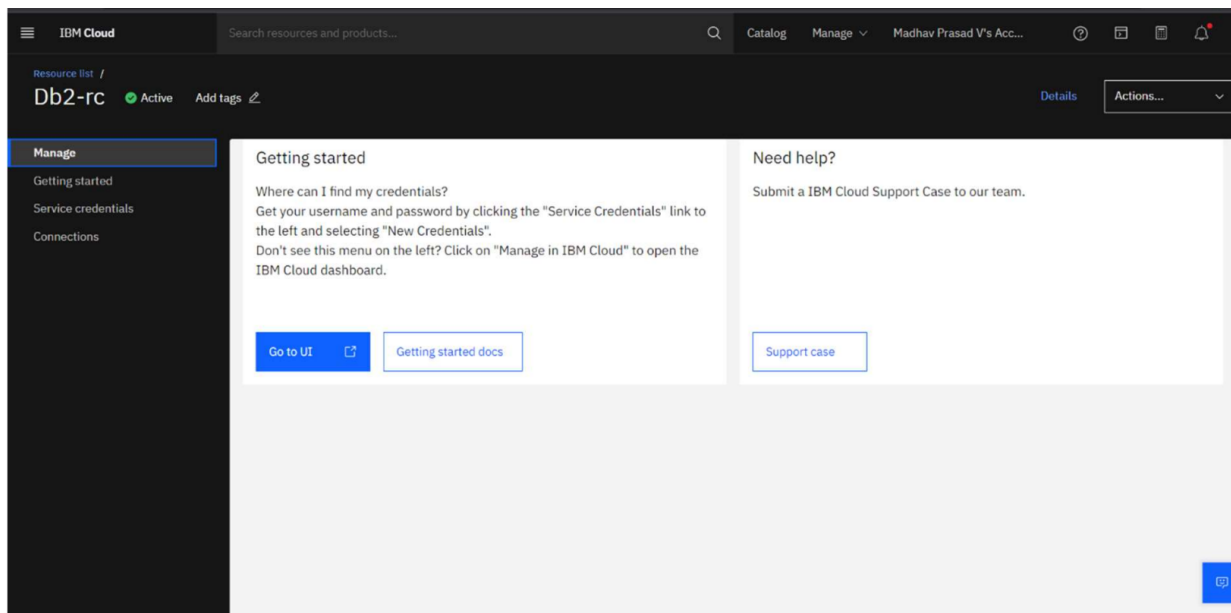 IBM Cloud
Search resources and products...
Catalog
Manage
Madhav Prasad V's Acc...
Resource list /
Db2-rc
Active
Add tags
Details
Actions...
Manage
Getting started
Service credentials
Connections
Getting started
Where can I find my credentials?
Get your username and password by clicking the "Service Credentials" link to
the left and selecting "New Credentials".
Don't see this menu on the left? Click on "Manage in IBM Cloud" to open the
IBM Cloud dashboard.
Go to UI
Getting started docs
Need help?
Submit a IBM Cloud Support Case to our team.
Support case